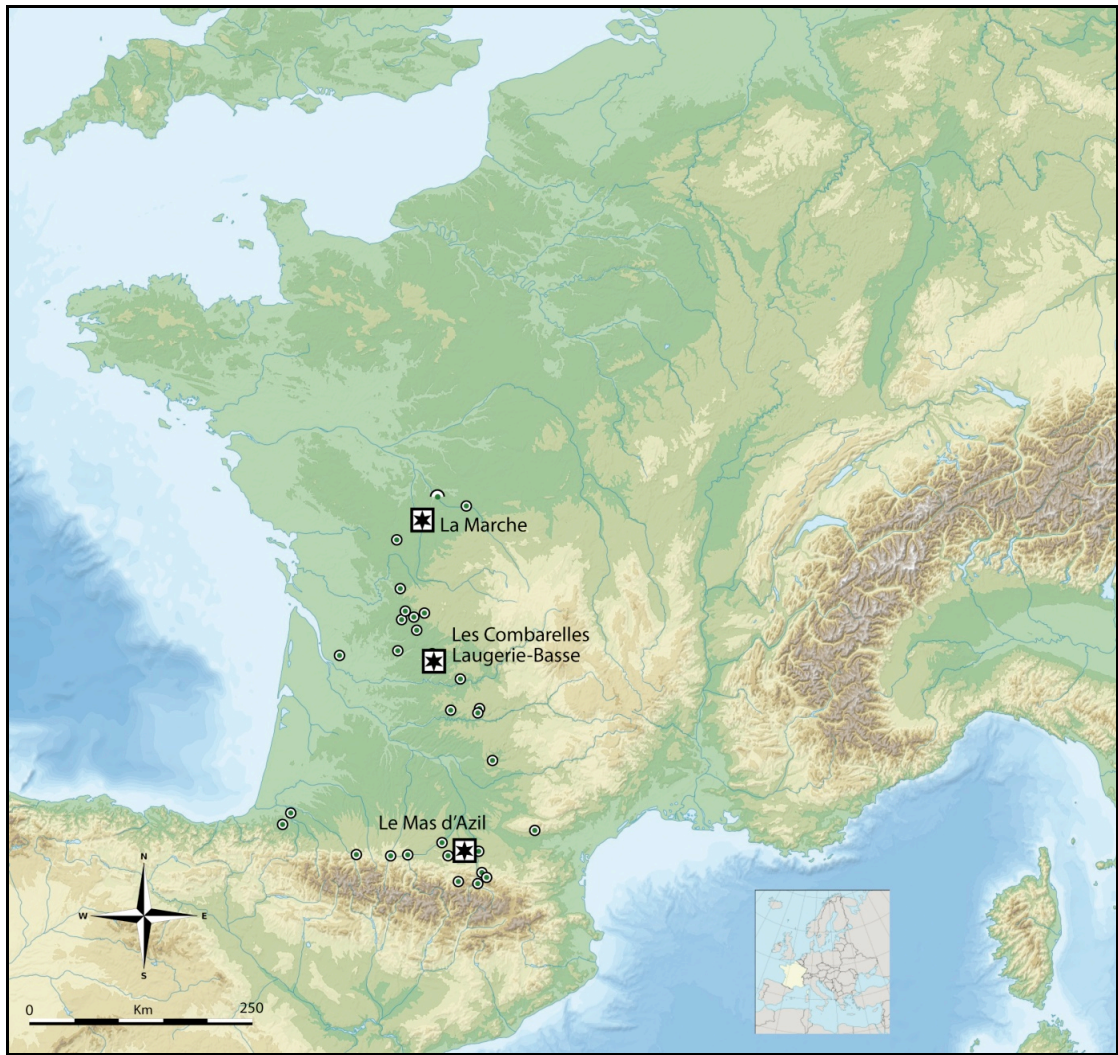 La Marche
Les Combarelles
Laugerie-Basse
Le Mas d'Azil
N
W E
S
0 Km 250